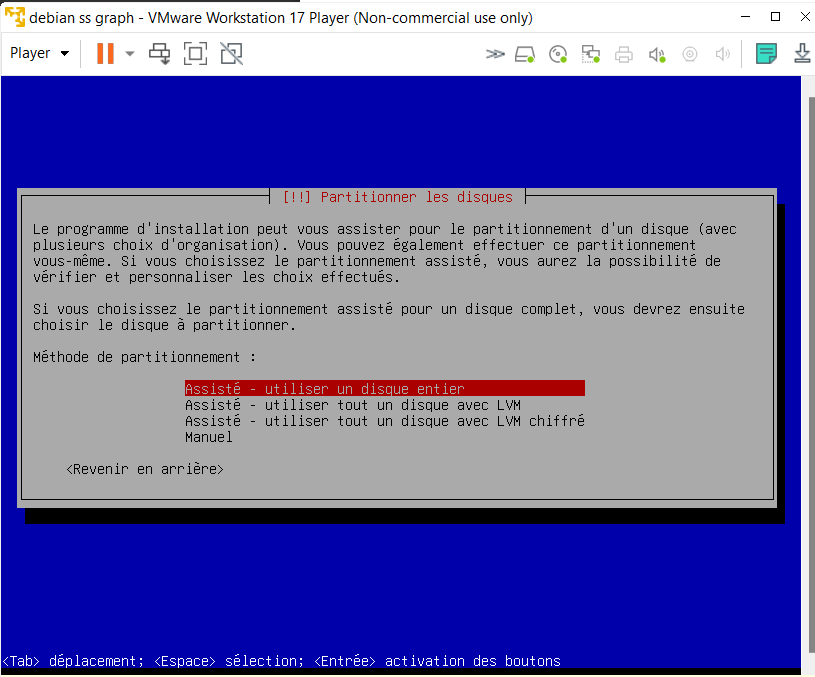 debian ss graph - VMware Workstation 17 Player (Non-commercial use only)
Player
[!!] Partitionner les disques
Le programme d'installation peut vous assister pour le partitionnement d'un disque (avec
plusieurs choix d'organisation). Vous pouvez également effectuer ce partitionnement
vous-même. Si vous choisissez le partitionnement assisté, vous aurez la possibilité de
vérifier et personnaliser les choix effectués.
Si vous choisissez le partitionnement assisté pour un disque complet, vous devrez ensuite
choisir le disque à partitionner.
Méthode de partitionnement :
Assisté - utiliser un disque entier
Assisté - utiliser tout un disque avec LVM
Assisté - utiliser tout un disque avec LVM chiffré
Manuel
<Revenir en arrière>
<Tab> déplacement; <Espace> sélection; <Entrée> activation des boutons